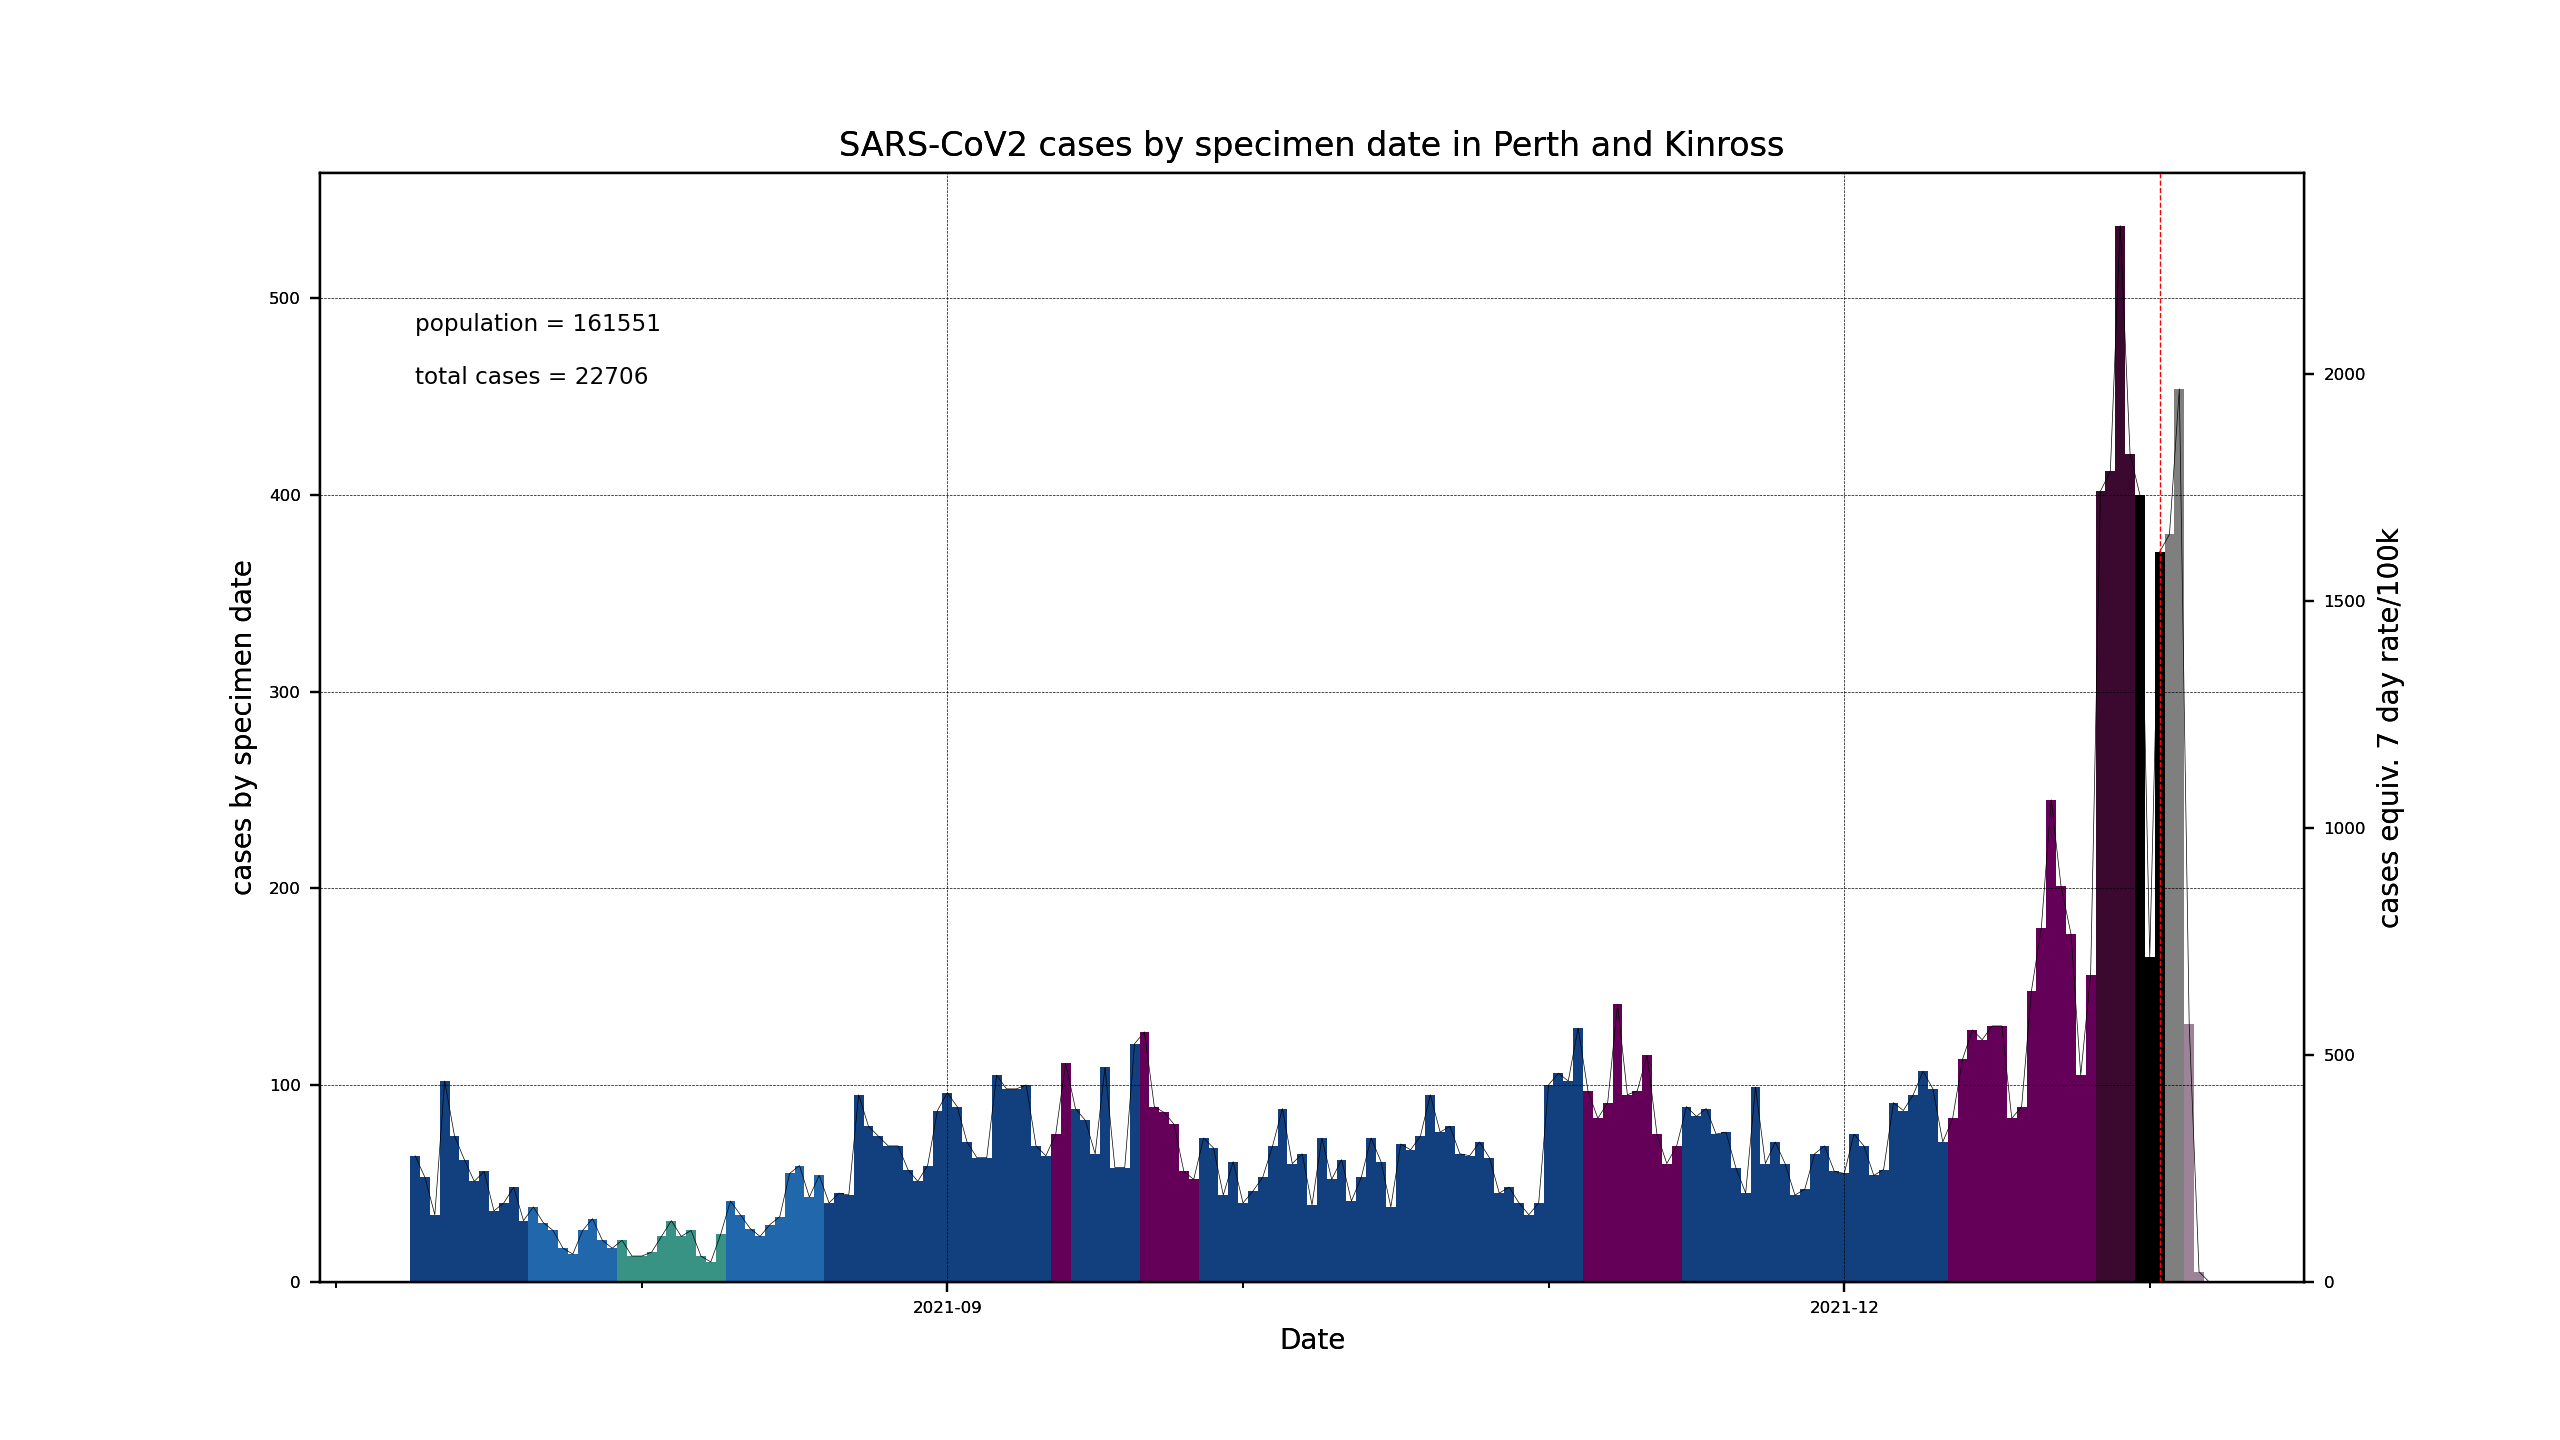 SARS-CoV2 cases by specimen date in Perth and Kinross
population = 161551
total cases = 22706
cases by specimen date
500
400
300
200
100
0
2000
1500
1000
500
0
cases equiv. 7 day rate/100k
2021-09
2021-12
Date